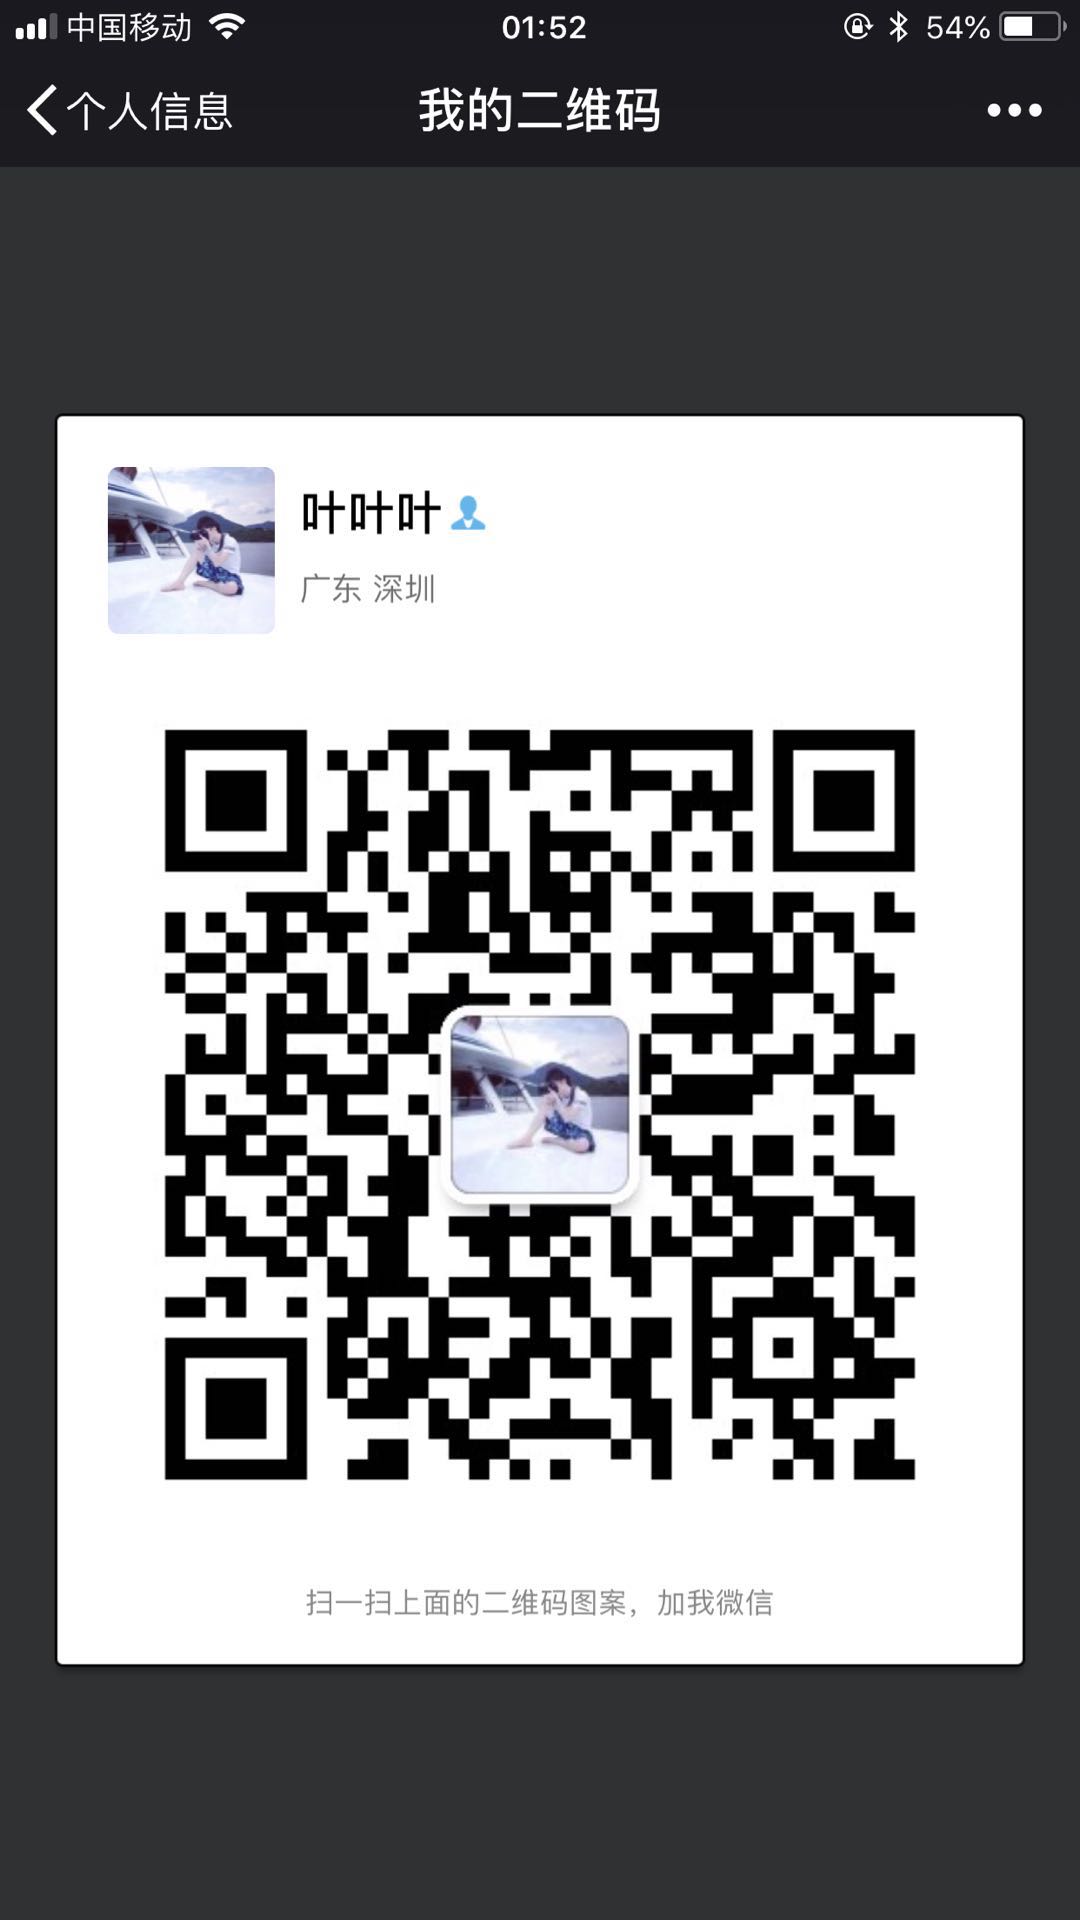 中国移动 01:52 54%
个人信息 我的二维码
叶叶叶
广东 深圳
扫一扫上面的二维码图案，加我微信